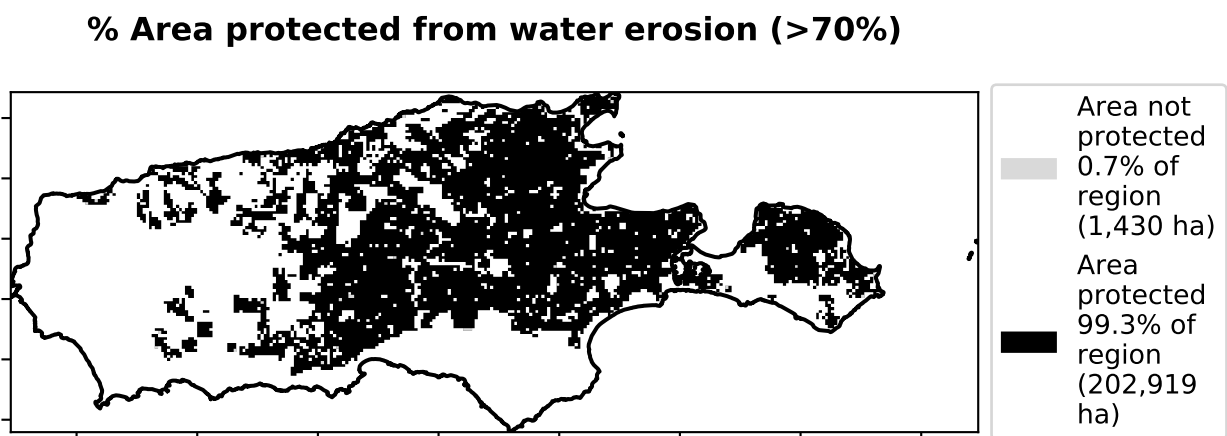 % Area protected from water erosion (>70%)
Area not
protected
0.7% of
region
(1,430 ha)
Area
protected
99.3% of
region
(202,919
ha)